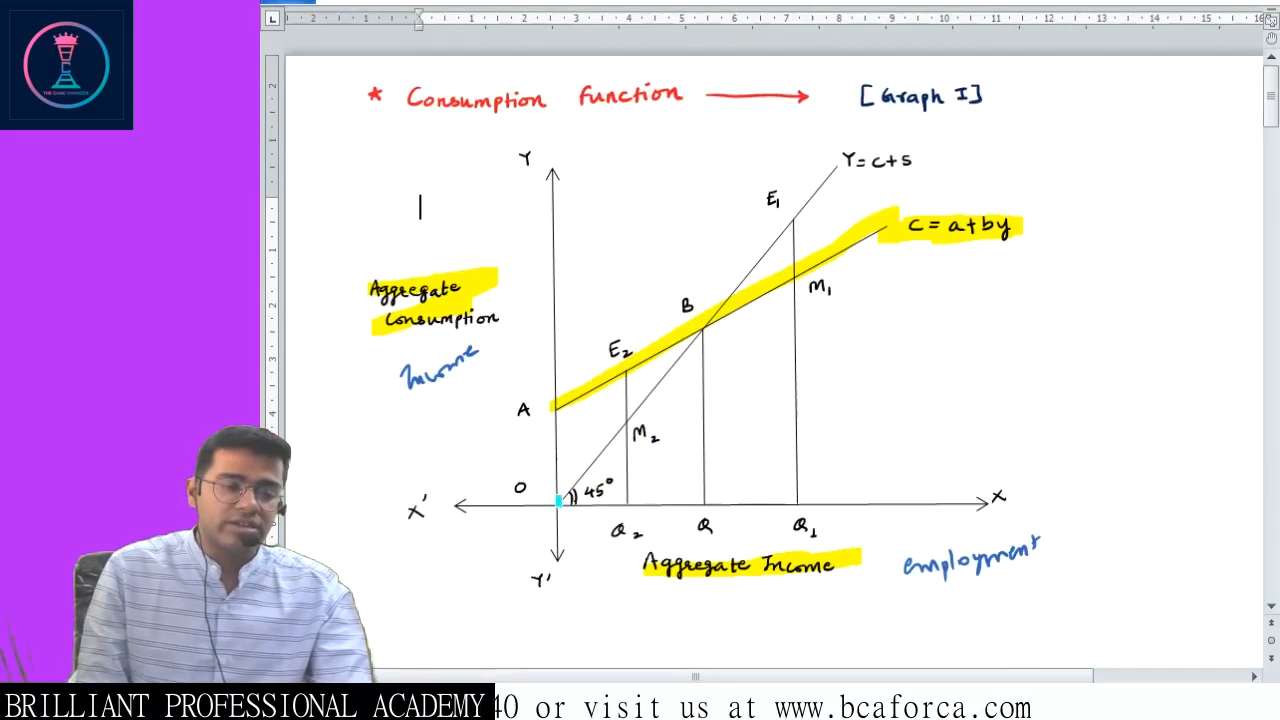 THE GAME CHANGER
* Consumption Function → [Graph I]
Y
Y = C+S
E1
C = a + by
Aggregate
Consumption
M1
B
E2
Income
A
M2
O
45°
X'
X
Q2
Q
Q1
Aggregate Income
employment
Y'
BRILLIANT PROFESSIONAL ACADEMY 40 or visit us at www.bcaforca.com